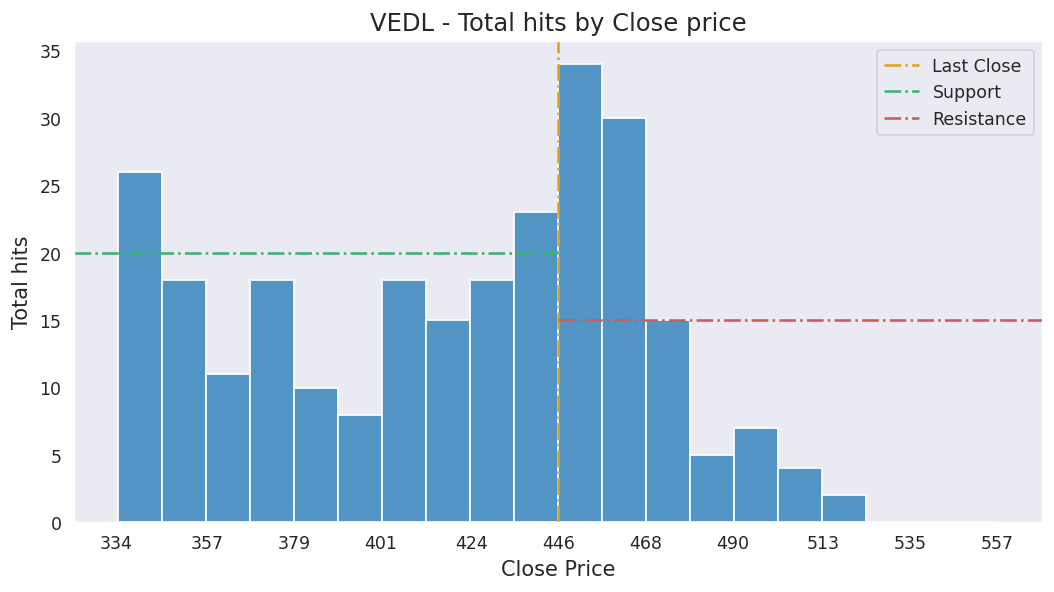 VEDL - Total hits by Close price
Last Close
Support
Resistance
Total hits
35
30
25
20
15
10
5
0
334 357 379 401 424 446 468 490 513 535 557
Close Price